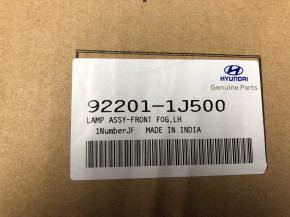 HYUNDAI
Genuine Parts
92201-1J500
LAMP ASSY-FRONT FOG,LH
1NumberJF MADE IN INDIA